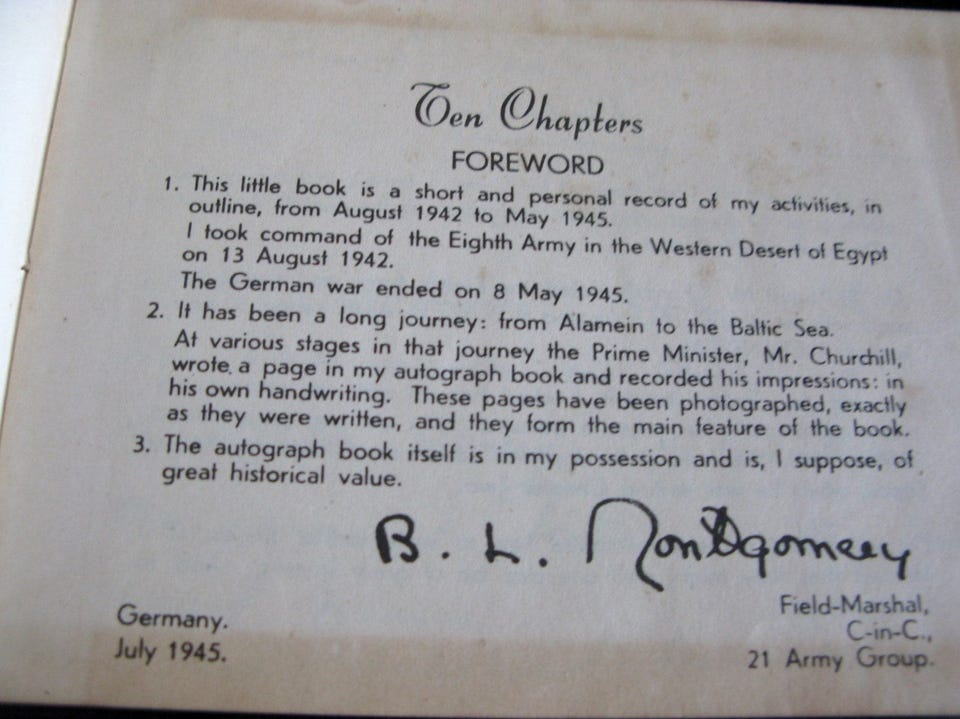 Ten Chapters
FOREWORD
1. This little book is a short and personal record of my activities, in
outline, from August 1942 to May 1945.
I took command of the Eighth Army in the Western Desert of Egypt
on 13 August 1942.
The German war ended on 8 May 1945.
2. It has been a long journey: from Alamein to the Baltic Sea.
At various stages in that journey the Prime Minister, Mr. Churchill,
wrote a page in my autograph book and recorded his impressions: in
his own handwriting. These pages have been photographed, exactly
as they were written, and they form the main feature of the book.
3. The autograph book itself is in my possession and is, I suppose, of
great historical value.
B. L. Montgomery
Field-Marshal,
C-in-C.,
21 Army Group.
Germany.
July 1945.